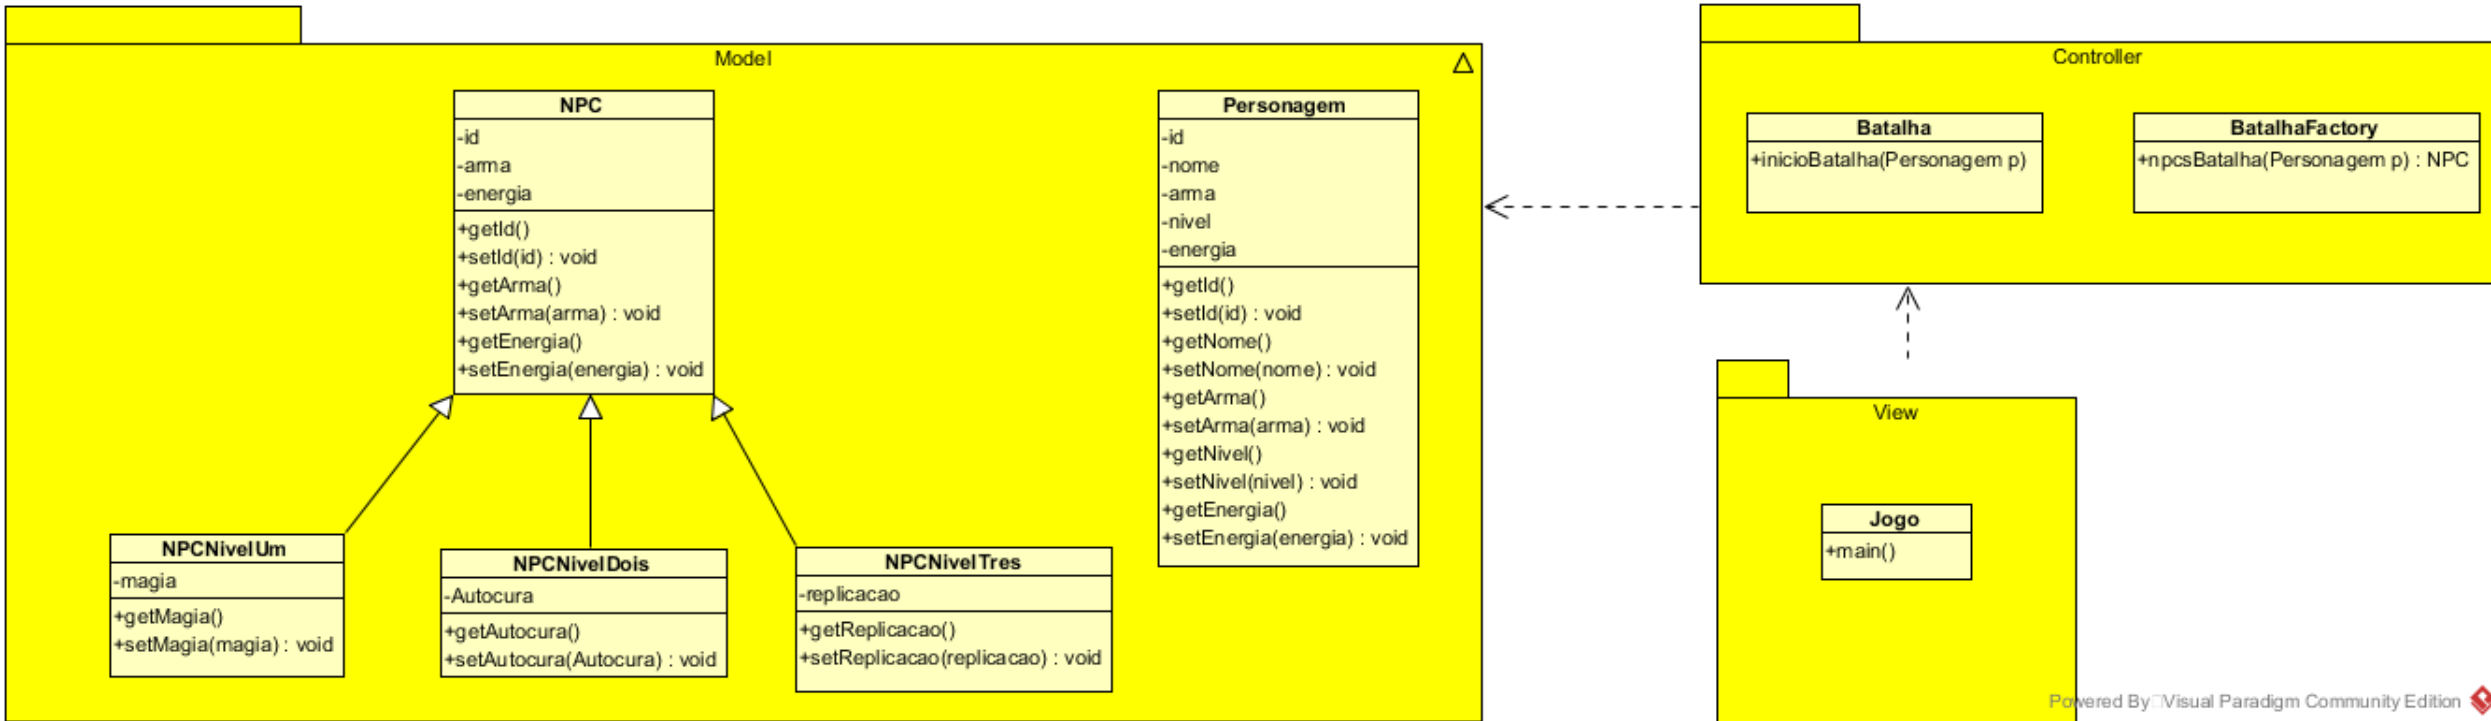 Model
NPC
-id
-arma
-energia
+getId()
+setId(id) : void
+getArma()
+setArma(arma) : void
+getEnergia()
+setEnergia(energia) : void
Personagem
-id
-nome
-arma
-nivel
-energia
+getId()
+setId(id) : void
+getNome()
+setNome(nome) : void
+getArma()
+setArma(arma) : void
+getNivel()
+setNivel(nivel) : void
+getEnergia()
+setEnergia(energia) : void
NPCNivelUm
-magia
+getMagia()
+setMagia(magia) : void
NPCNivelDois
-Autocura
+getAutocura()
+setAutocura(Autocura) : void
NPCNivelTres
-replicacao
+getReplicacao()
+setReplicacao(replicacao) : void
Controller
Batalha
+inicioBatalha(Personagem p)
BatalhaFactory
+npcsBatalha(Personagem p) : NPC
View
Jogo
+main()
Powered By Visual Paradigm Community Edition